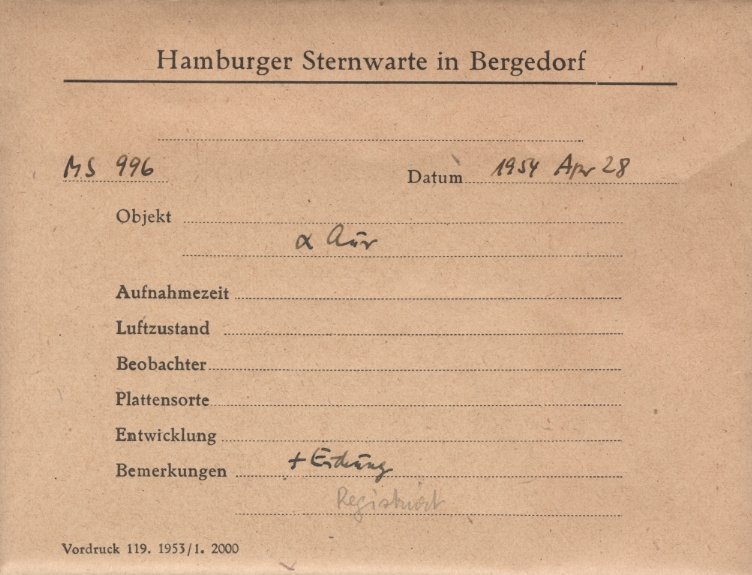 Hamburger Sternwarte in Bergedorf
MS 996 Datum 1954 Apr 28
Objekt
α Aur
Aufnahmezeit
Luftzustand
Beobachter
Plattensorte
Entwicklung
Bemerkungen +
Registriert
Vordruck 119. 1953/1. 2000